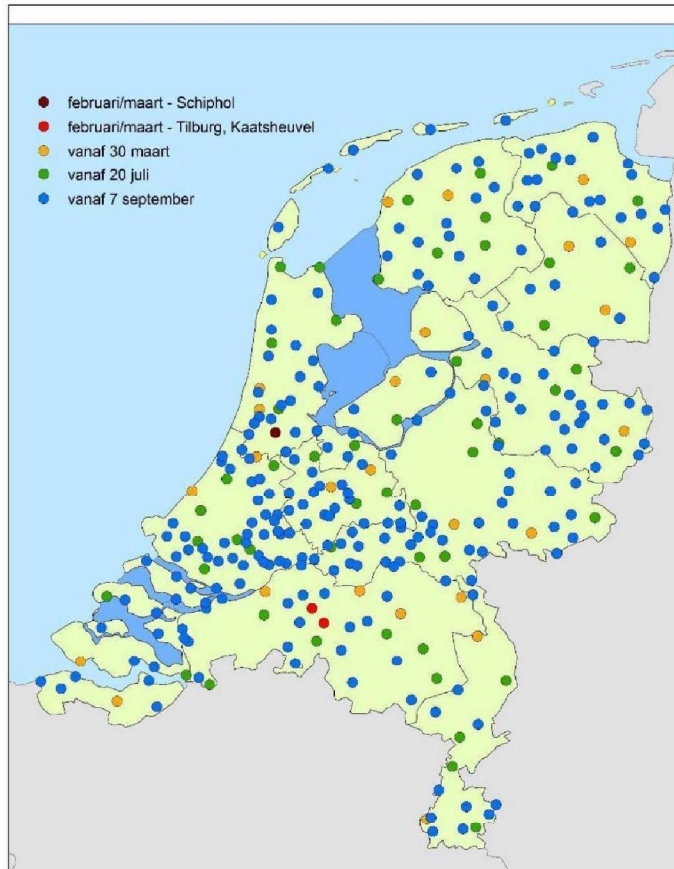 februari/maart - Schiphol
februari/maart - Tilburg, Kaatsheuvel
vanaf 30 maart
vanaf 20 juli
vanaf 7 september